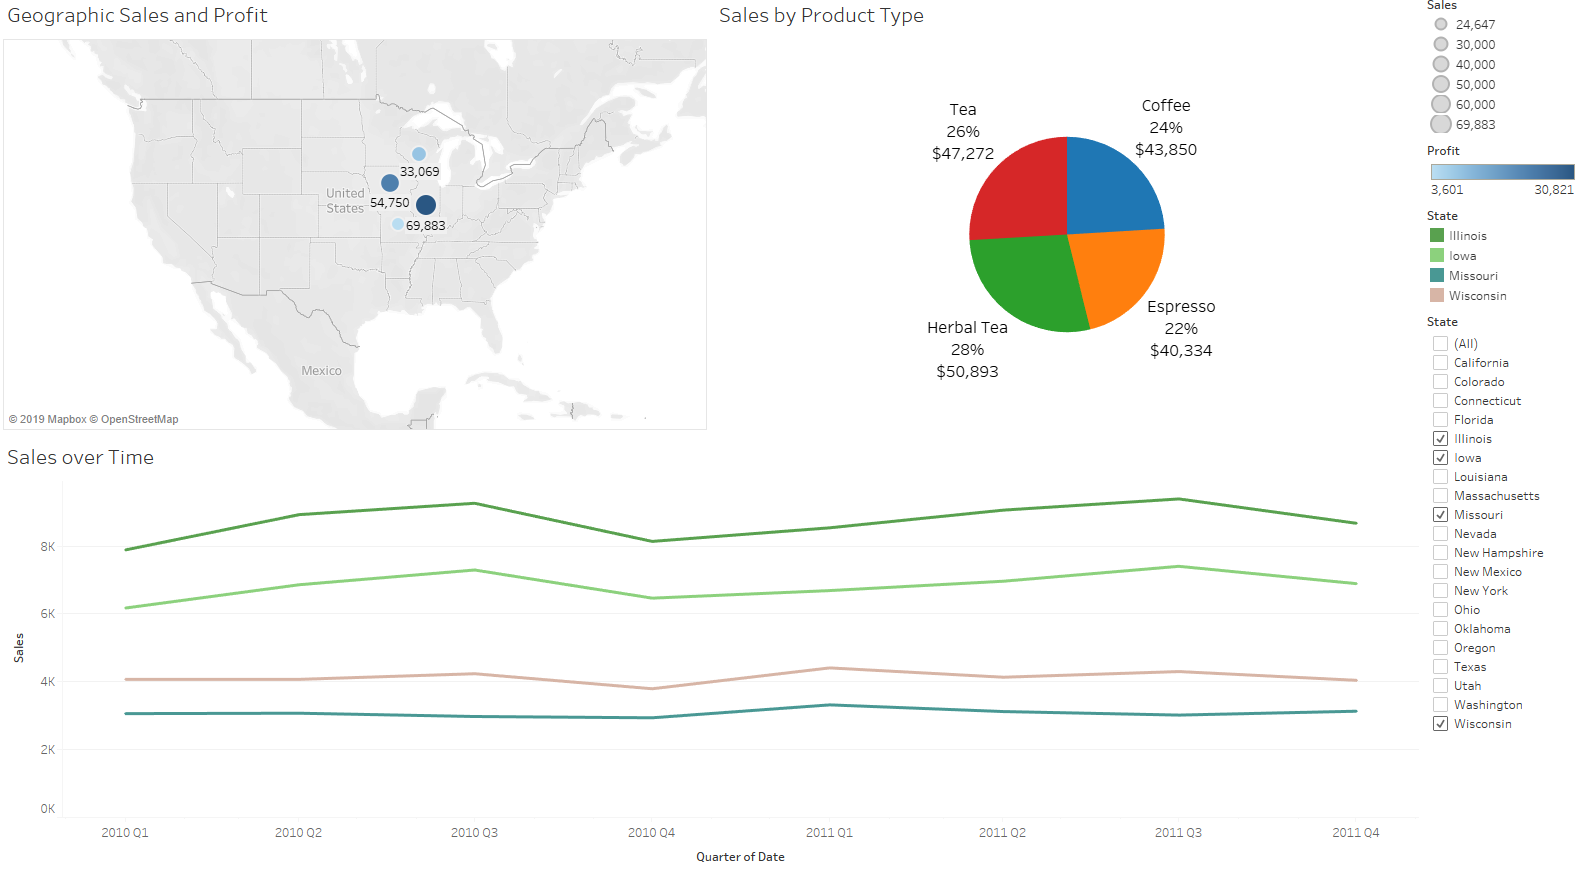 Geographic Sales and Profit
United
States
Mexico
33,069
54,750
69,883
© 2019 Mapbox © OpenStreetMap
Sales by Product Type
Tea
26%
$47,272
Coffee
24%
$43,850
Espresso
22%
$40,334
Herbal Tea
28%
$50,893
Sales over Time
Sales
8K
6K
4K
2K
0K
2010 Q1
2010 Q2
2010 Q3
2010 Q4
2011 Q1
2011 Q2
2011 Q3
2011 Q4
Quarter of Date
Sales
24,647
30,000
40,000
50,000
60,000
69,883
Profit
3,601 30,821
State
Illinois
Iowa
Missouri
Wisconsin
State
(All)
California
Colorado
Connecticut
Florida
Illinois
Iowa
Louisiana
Massachusetts
Missouri
Nevada
New Hampshire
New Mexico
New York
Ohio
Oklahoma
Oregon
Texas
Utah
Washington
Wisconsin